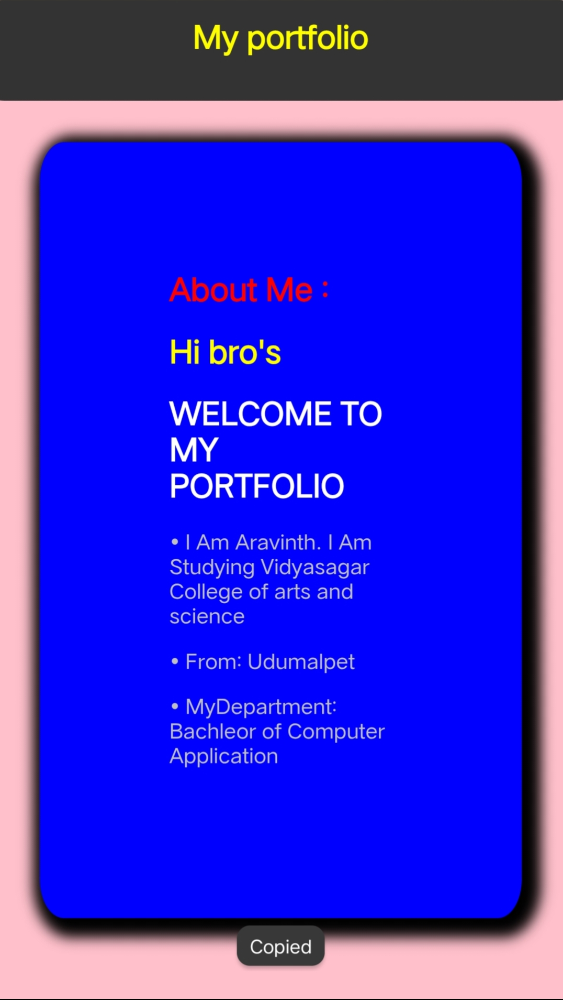 My portfolio
About Me :
Hi bro's
WELCOME TO
MY
PORTFOLIO
• I Am Aravinth. I Am
Studying Vidyasagar
College of arts and
science
• From: Udumalpet
• MyDepartment:
Bachleor of Computer
Application
Copied